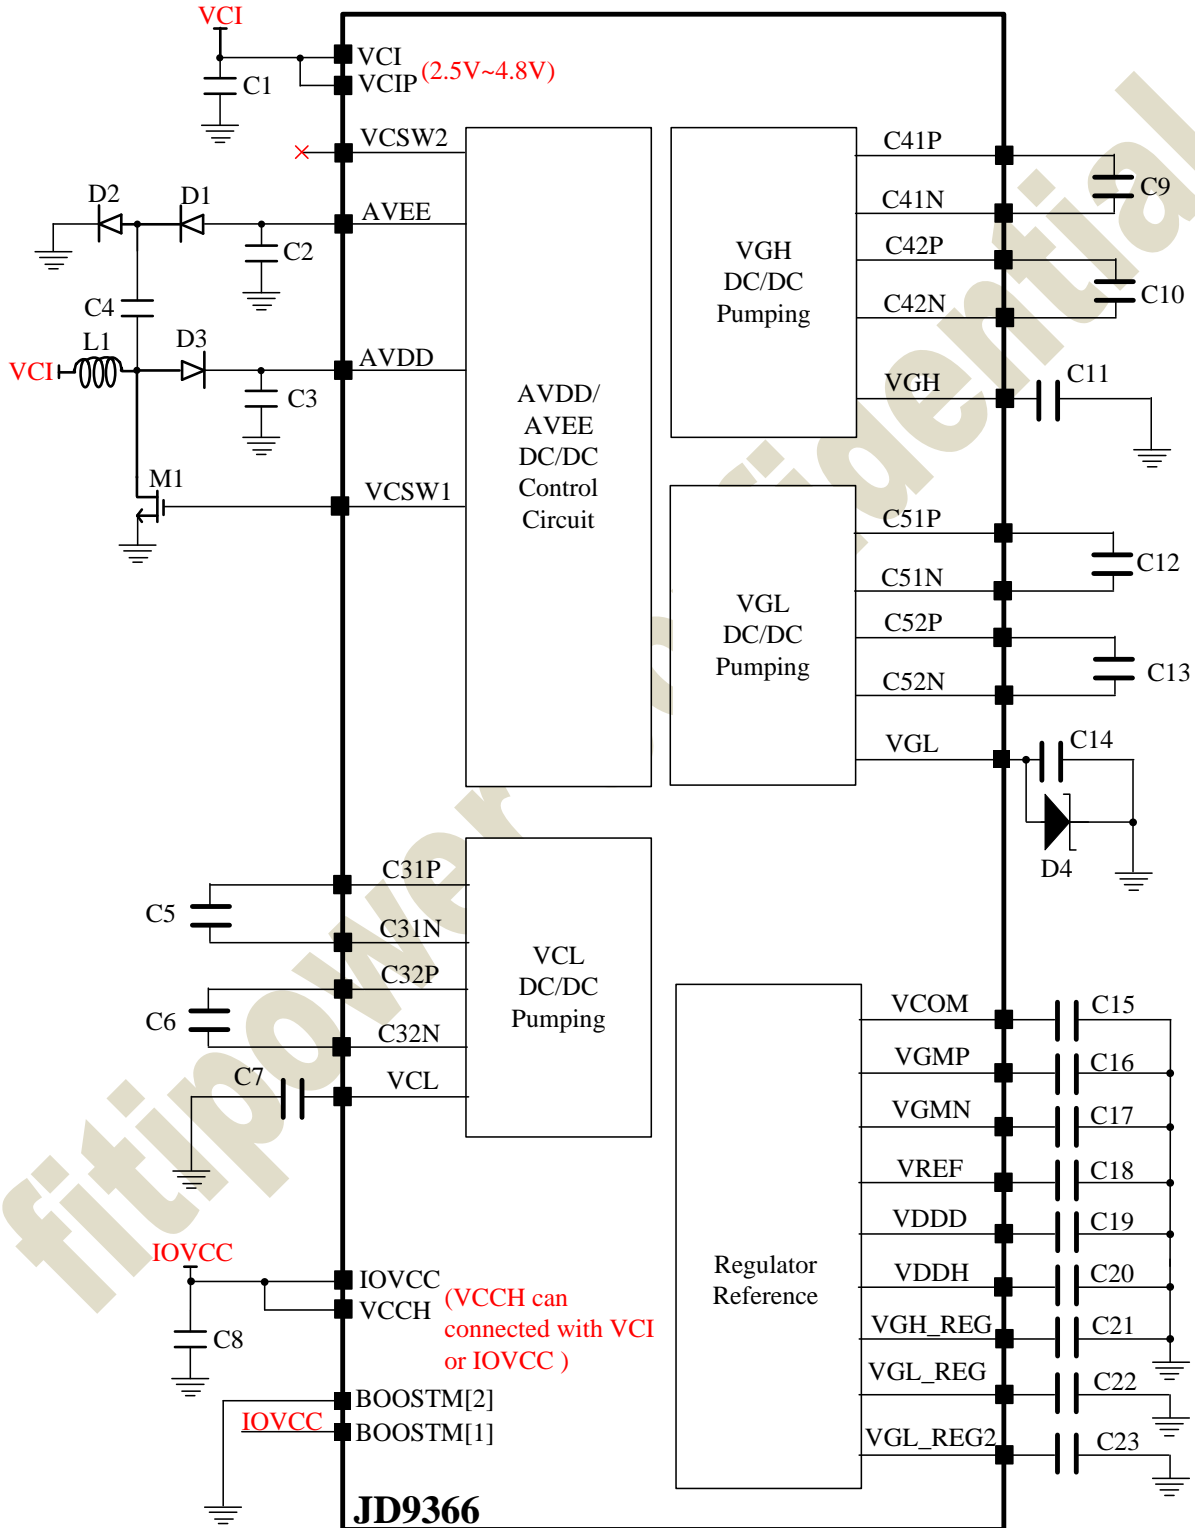 VCI
VCI
VCIP
(2.5V~4.8V)
C1
VCSW2
D2
D1
AVEE
C2
C4
L1
D3
VCI
AVDD
C3
M1
VCSW1
AVDD/
AVEE
DC/DC
Control
Circuit
VGH
DC/DC
Pumping
C41P
C9
C41N
C42P
C10
C42N
VGH
C11
VGL
DC/DC
Pumping
C51P
C12
C51N
C52P
C13
C52N
VGL
C14
D4
C31P
C5
C31N
C32P
C6
C32N
C7
VCL
VCL
DC/DC
Pumping
Regulator
Reference
VCOM
C15
VGMP
C16
VGMN
C17
VREF
C18
VDDD
C19
VDDH
C20
VGH_REG
C21
VGL_REG
C22
VGL_REG2
C23
IOVCC
IOVCC
VCCH
(VCCH can
connected with VCI
or IOVCC )
C8
BOOSTM[2]
IOVCC
BOOSTM[1]
JD9366
fitipower